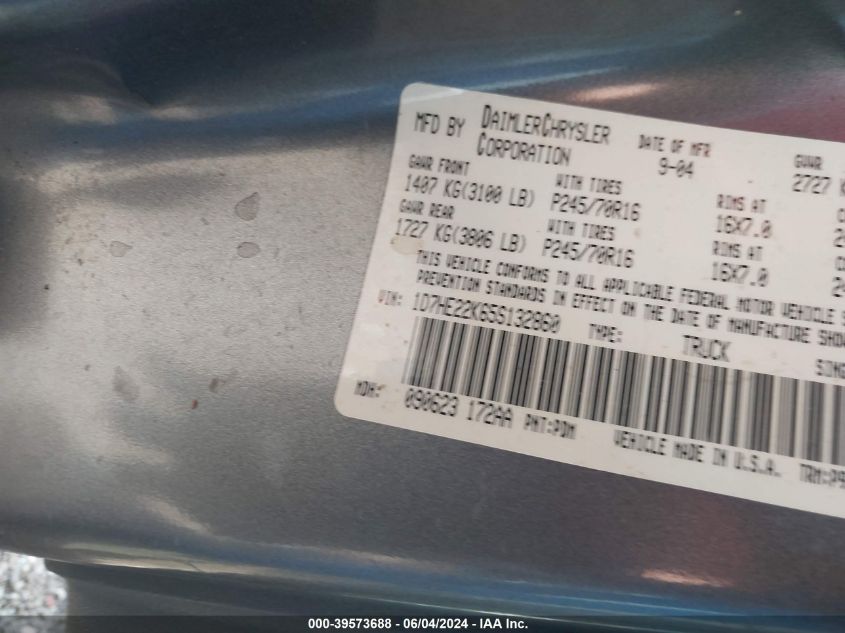 MFD BY DAIMLERCHRYSLER CORPORATION
DATE OF MFR 9-04
GVWR 2727
GAWR FRONT WITH TIRES RIMS AT
1407 KG(3100 LB) P245/70R16 16X7.0
GAWR REAR WITH TIRES RIMS AT
1727 KG(3806 LB) P245/70R16 16X7.0
THIS VEHICLE CONFORMS TO ALL APPLICABLE FEDERAL MOTOR VEHICLE
PREVENTION STANDARDS IN EFFECT ON THE DATE OF MANUFACTURE
VIN: 1D7HE22K65S132860 TYPE: TRUCK
MDH: 090623 172AA PNT:PDM VEHICLE MADE IN U.S.A.
000-39573688 - 06/04/2024 - IAA Inc.